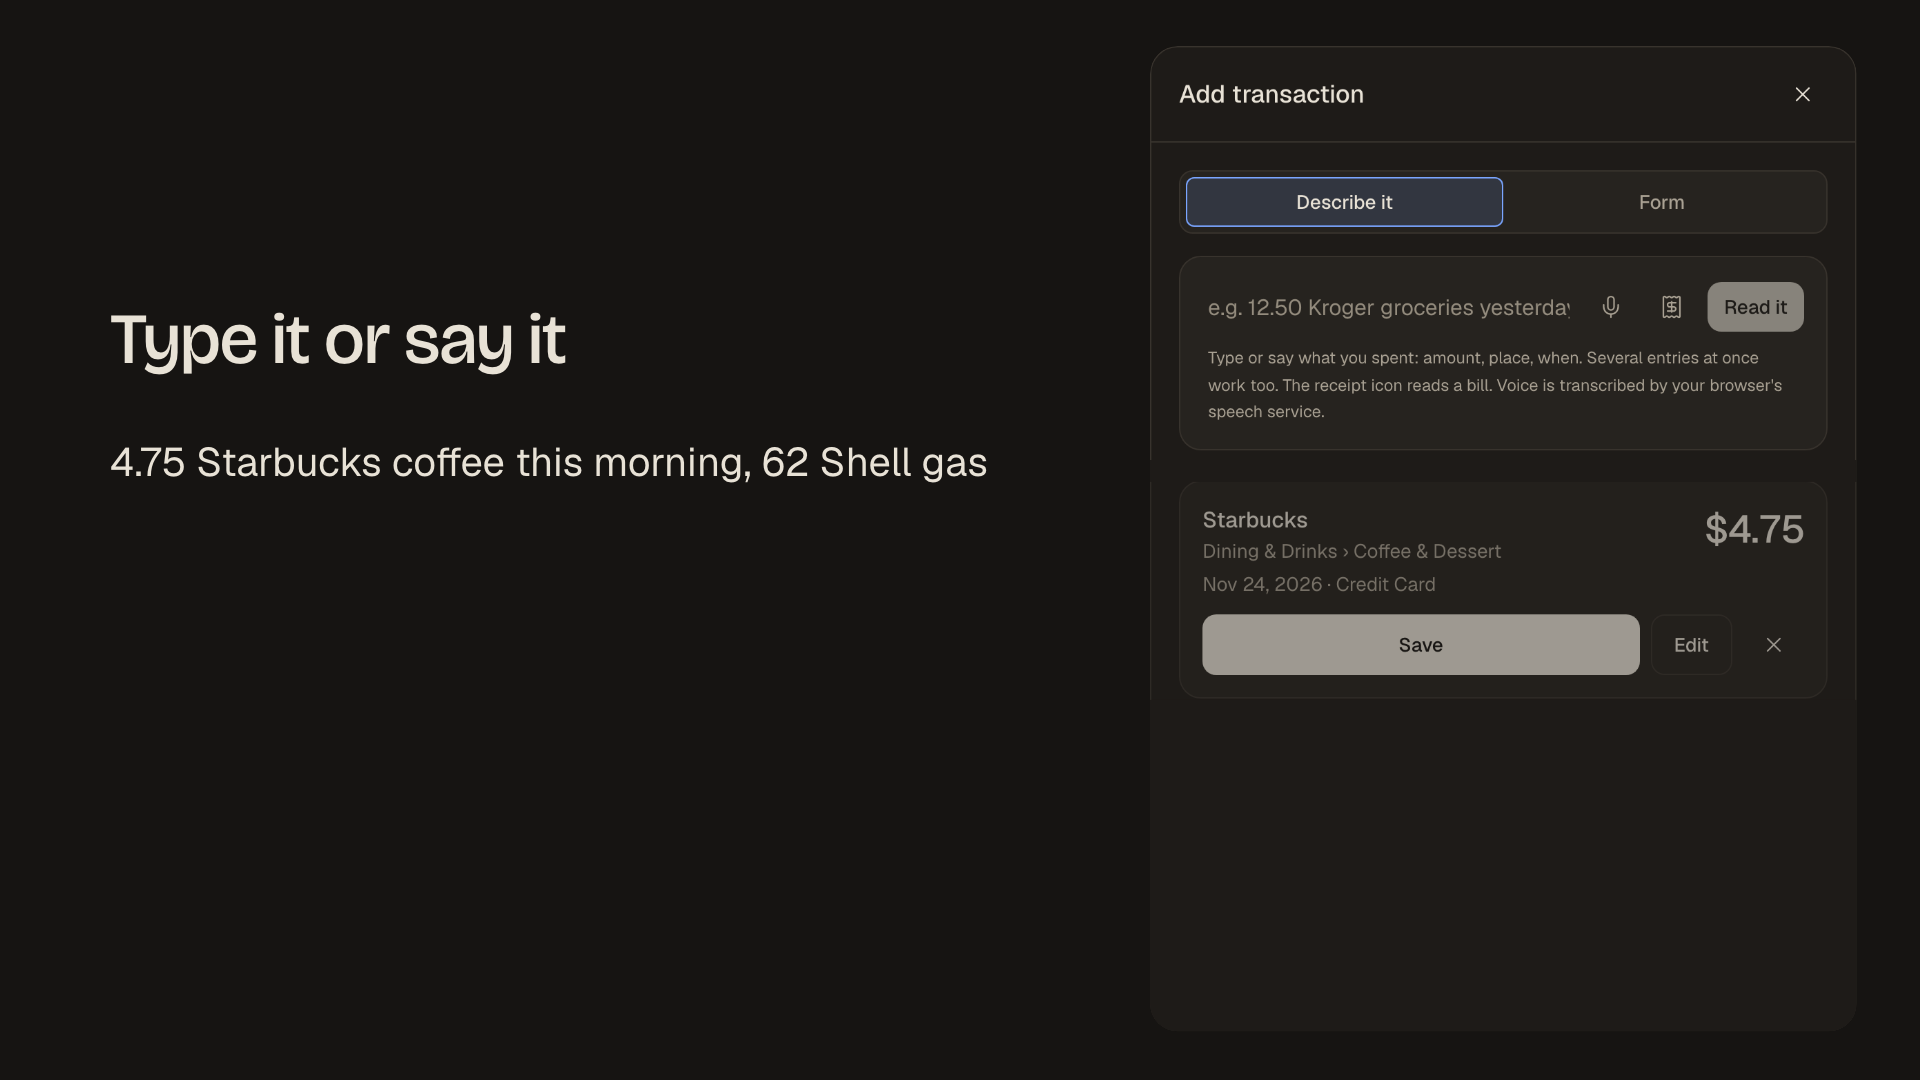 Type it or say it
4.75 Starbucks coffee this morning, 62 Shell gas
Add transaction
Describe it
Form
e.g. 12.50 Kroger groceries yesterday
Read it
Type or say what you spent: amount, place, when. Several entries at once
work too. The receipt icon reads a bill. Voice is transcribed by your browser's
speech service.
Starbucks
$4.75
Dining & Drinks › Coffee & Dessert
Nov 24, 2026 · Credit Card
Save
Edit